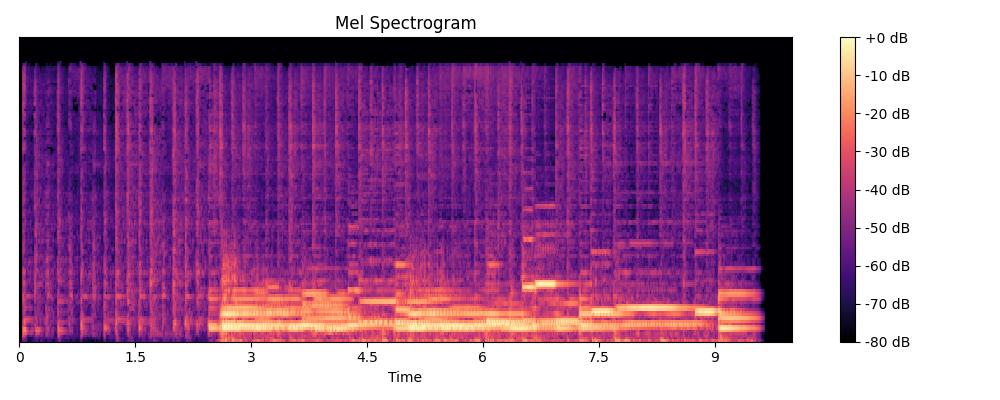 Mel Spectrogram
+0 dB
-10 dB
-20 dB
-30 dB
-40 dB
-50 dB
-60 dB
-70 dB
-80 dB
0 1.5 3 4.5 6 7.5 9
Time